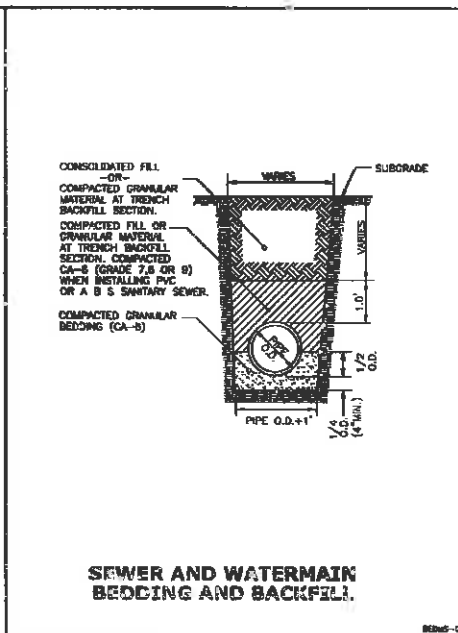 CONSOLIDATED FILL
-OR-
COMPACTED GRANULAR
MATERIAL AT TRENCH
BACKFILL SECTION.
COMPACTED FILL OR
GRANULAR MATERIAL
AT TRENCH BACKFILL
SECTION. COMPACTED
CA-6 (GRADE 7,8 OR 9)
WHEN INSTALLING PVC
OR A B S SANITARY SEWER.
COMPACTED GRANULAR
BEDDING (CA-6)
VARIES
SUBGRADE
VARIES
1.0'
PIPE
O.D.
1/2
O.D.
1/4
O.D.
(4"MIN.)
PIPE O.D.+1'
SEWER AND WATERMAIN
BEDDING AND BACKFILL